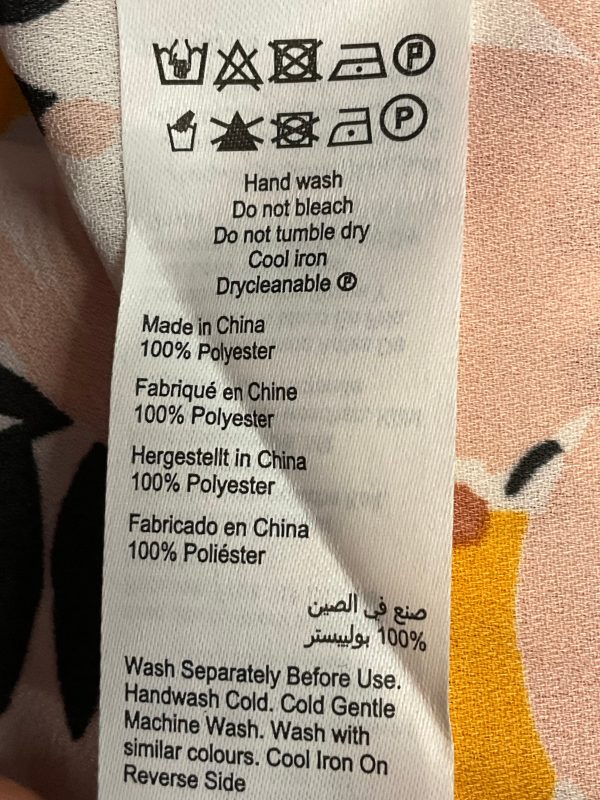 P
P
Hand wash
Do not bleach
Do not tumble dry
Cool iron
Drycleanable Ⓟ
Made in China
100% Polyester
Fabriqué en Chine
100% Polyester
Hergestellt in China
100% Polyester
Fabricado en China
100% Poliéster
صنع في الصين
100% بوليستر
Wash Separately Before Use.
Handwash Cold. Cold Gentle
Machine Wash. Wash with
similar colours. Cool Iron On
Reverse Side